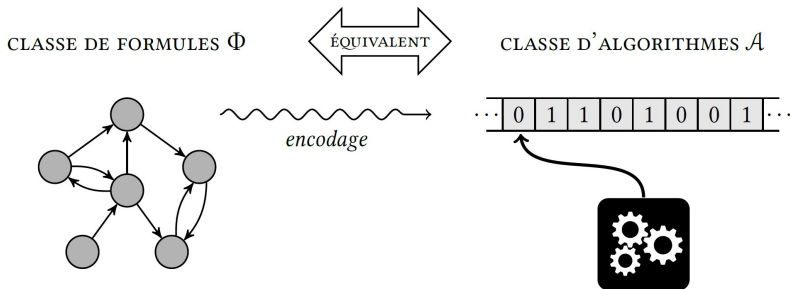 CLASSE DE FORMULES Φ
ÉQUIVALENT
CLASSE D'ALGORITHMES 𝒜
encodage
··· 0 1 1 0 1 0 0 1 ···